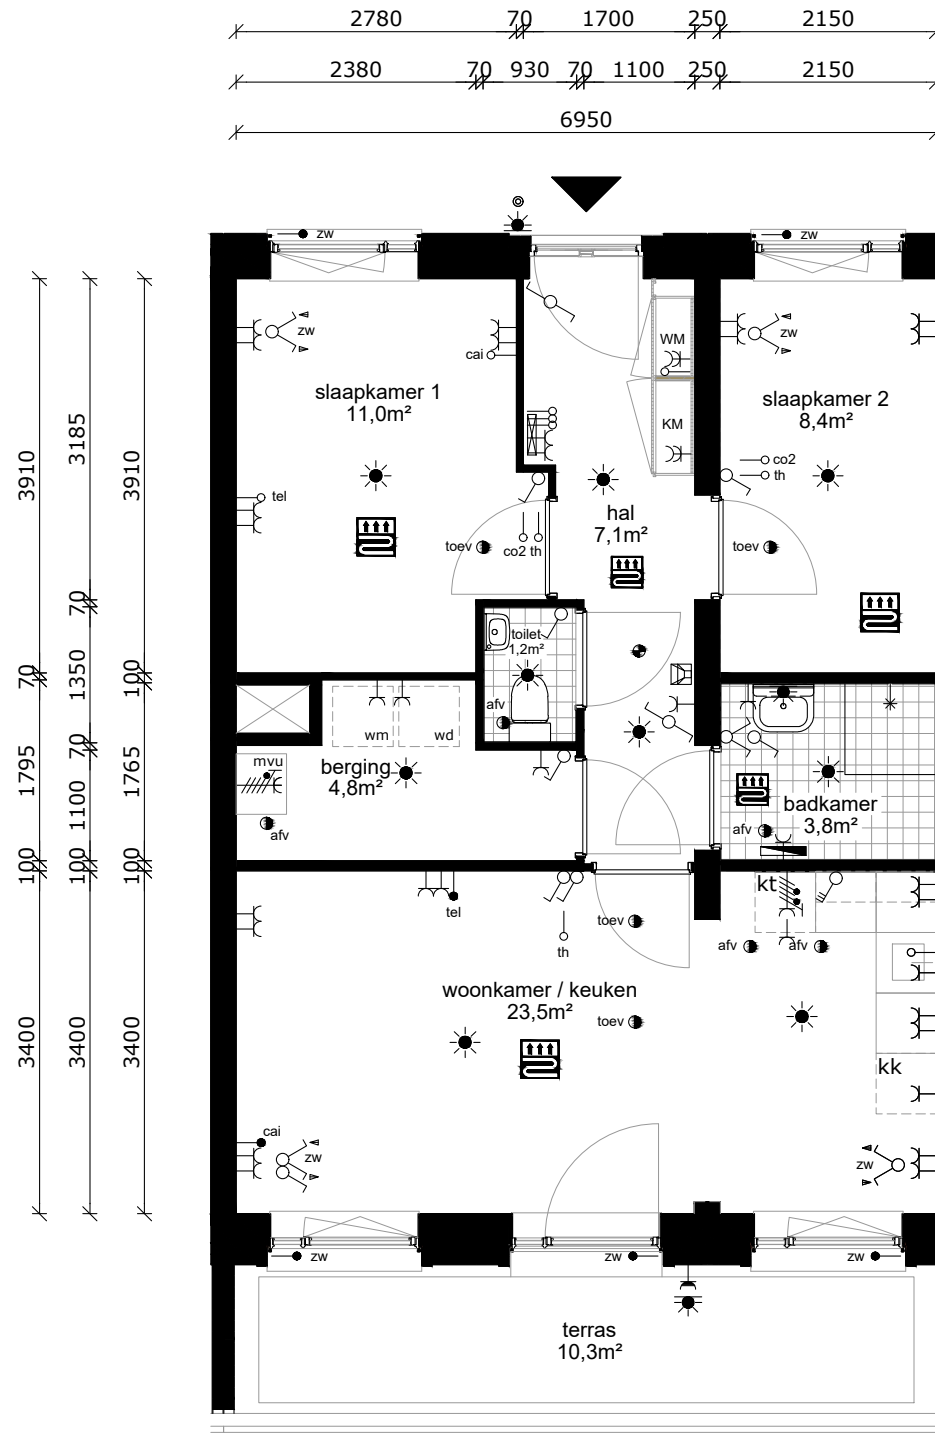 2780 70 1700 250 2150
2380 70 930 70 1100 250 2150
6950
zw
zw
zw
cai
WM
zw
slaapkamer 1
11,0m²
slaapkamer 2
8,4m²
KM
co2
th
tel
hal
7,1m²
toev
co2 th
toev
toilet
1,2m²
afv
wm
wd
mvu
berging
4,8m²
afv
badkamer
3,8m²
afv
kt
tel
th
toev
afv
afv
woonkamer / keuken
23,5m²
toev
kk
cai
zw
zw
zw
zw
zw
terras
10,3m²
3910
70
1795
100
3400
3185
70
1350
70
1100
100
3400
3910
100
1765
100
3400